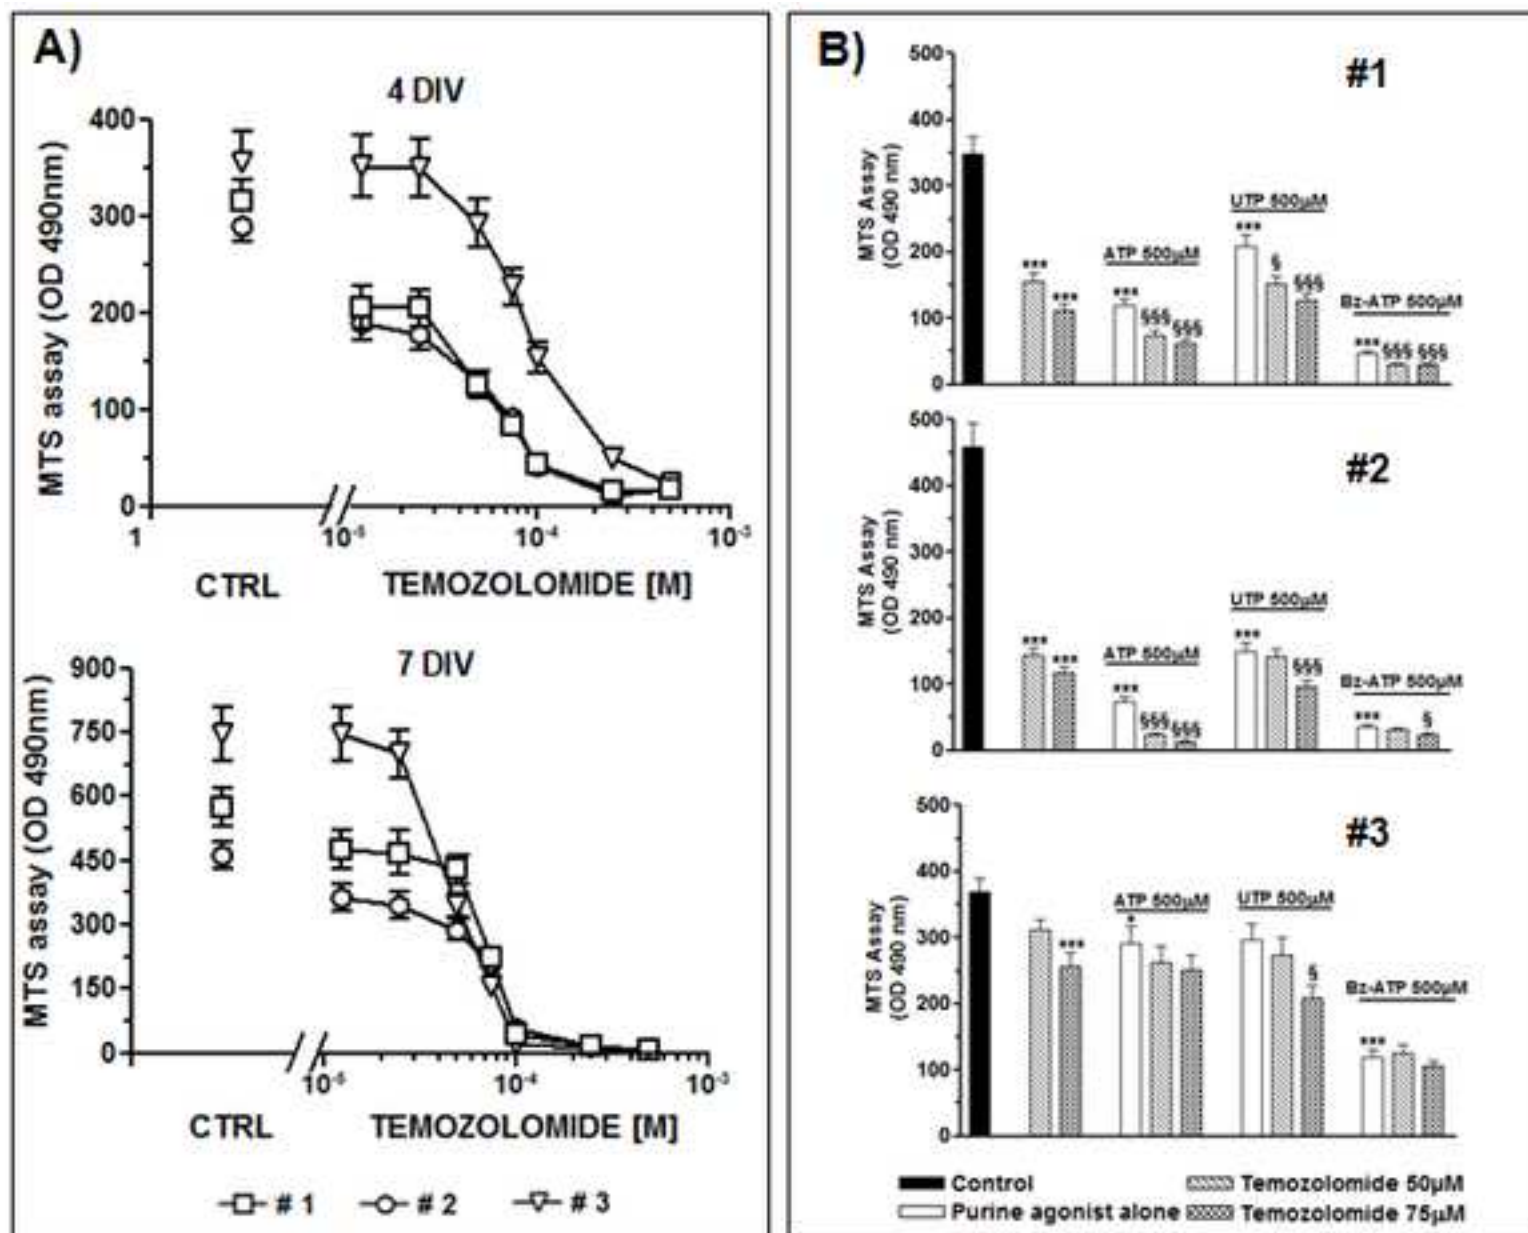 A)
4 DIV
MTS assay (OD 490nm)
400
300
200
100
0
1
10⁻⁵
10⁻⁴
10⁻³
CTRL
TEMOZOLOMIDE [M]
7 DIV
MTS assay (OD 490nm)
900
750
600
450
300
150
0
10⁻⁵
10⁻⁴
10⁻³
CTRL
TEMOZOLOMIDE [M]
# 1
# 2
# 3
B)
#1
MTS Assay
(OD 490 nm)
500
400
300
200
100
0
***
***
ATP 500µM
***
§§§
§§§
UTP 500µM
***
§
§§§
Bz-ATP 500µM
***
§§§
§§§
#2
MTS Assay
(OD 490 nm)
500
400
300
200
100
0
***
***
ATP 500µM
***
§§§
§§§
UTP 500µM
***
§§§
Bz-ATP 500µM
***
§
#3
MTS Assay
(OD 490 nm)
500
400
300
200
100
0
***
ATP 500µM
*
UTP 500µM
§
Bz-ATP 500µM
***
Control
Temozolomide 50µM
Purine agonist alone
Temozolomide 75µM